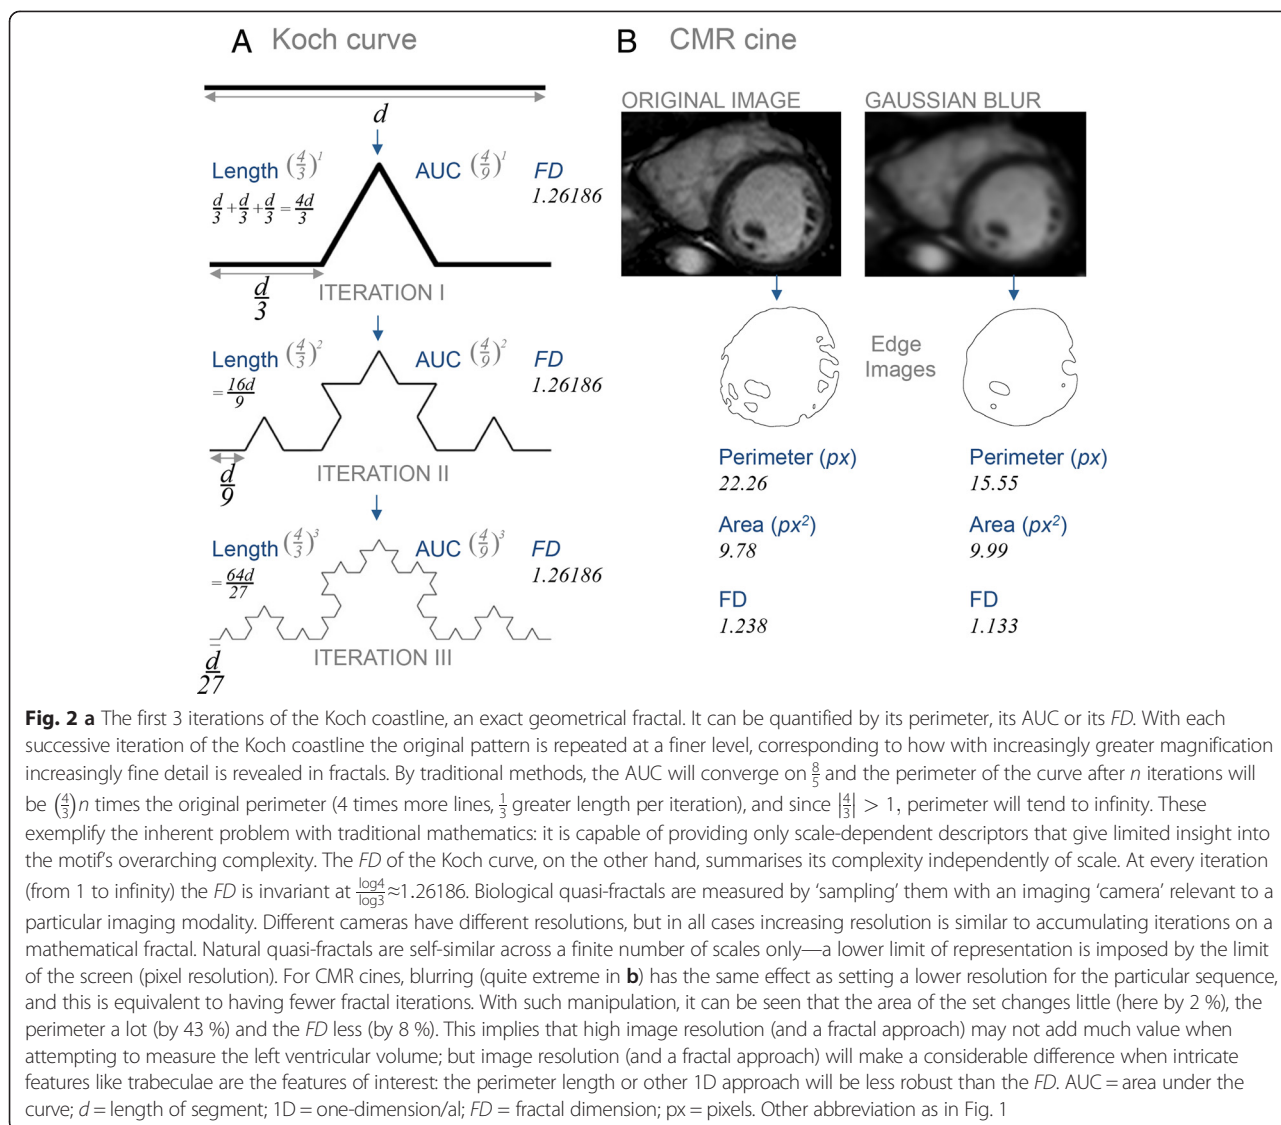 A Koch curve
d
Length (4/3)^1
d/3 + d/3 + d/3 = 4d/3
AUC (4/9)^1
FD
1.26186
d/3
ITERATION I
Length (4/3)^2
= 16d/9
AUC (4/9)^2
FD
1.26186
d/9
ITERATION II
Length (4/3)^3
= 64d/27
AUC (4/9)^3
FD
1.26186
d/27
ITERATION III
B CMR cine
ORIGINAL IMAGE
GAUSSIAN BLUR
Edge
Images
Perimeter (px)
22.26
Area (px²)
9.78
FD
1.238
Perimeter (px)
15.55
Area (px²)
9.99
FD
1.133
Fig. 2 a The first 3 iterations of the Koch coastline, an exact geometrical fractal. It can be quantified by its perimeter, its AUC or its FD. With each
successive iteration of the Koch coastline the original pattern is repeated at a finer level, corresponding to how with increasingly greater magnification
increasingly fine detail is revealed in fractals. By traditional methods, the AUC will converge on 8/5 and the perimeter of the curve after n iterations will
be (4/3)n times the original perimeter (4 times more lines, 1/3 greater length per iteration), and since |4/3| > 1, perimeter will tend to infinity. These
exemplify the inherent problem with traditional mathematics: it is capable of providing only scale-dependent descriptors that give limited insight into
the motif's overarching complexity. The FD of the Koch curve, on the other hand, summarises its complexity independently of scale. At every iteration
(from 1 to infinity) the FD is invariant at log4/log3≈1.26186. Biological quasi-fractals are measured by 'sampling' them with an imaging 'camera' relevant to a
particular imaging modality. Different cameras have different resolutions, but in all cases increasing resolution is similar to accumulating iterations on a
mathematical fractal. Natural quasi-fractals are self-similar across a finite number of scales only—a lower limit of representation is imposed by the limit
of the screen (pixel resolution). For CMR cines, blurring (quite extreme in b) has the same effect as setting a lower resolution for the particular sequence,
and this is equivalent to having fewer fractal iterations. With such manipulation, it can be seen that the area of the set changes little (here by 2 %), the
perimeter a lot (by 43 %) and the FD less (by 8 %). This implies that high image resolution (and a fractal approach) may not add much value when
attempting to measure the left ventricular volume; but image resolution (and a fractal approach) will make a considerable difference when intricate
features like trabeculae are the features of interest: the perimeter length or other 1D approach will be less robust than the FD. AUC = area under the
curve; d = length of segment; 1D = one-dimension/al; FD = fractal dimension; px = pixels. Other abbreviation as in Fig. 1